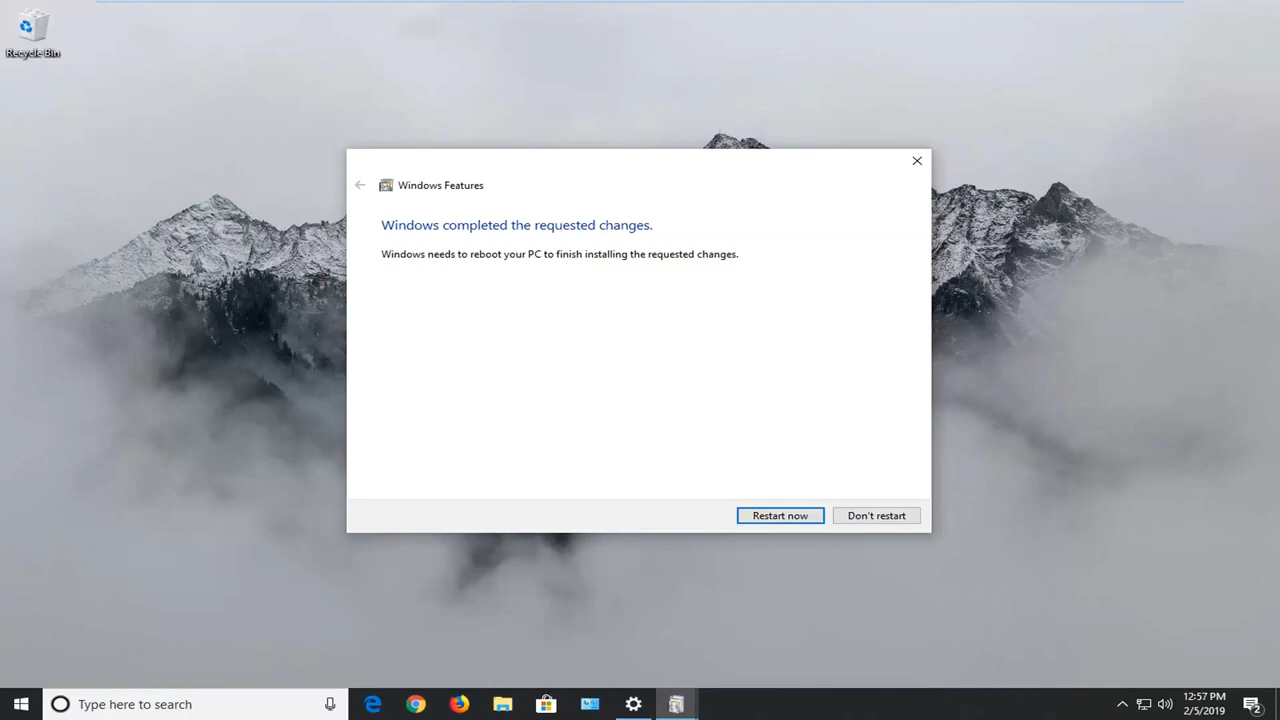 Recycle Bin
Windows Features
Windows completed the requested changes.
Windows needs to reboot your PC to finish installing the requested changes.
Restart now
Don't restart
Type here to search
12:57 PM
2/5/2019
2